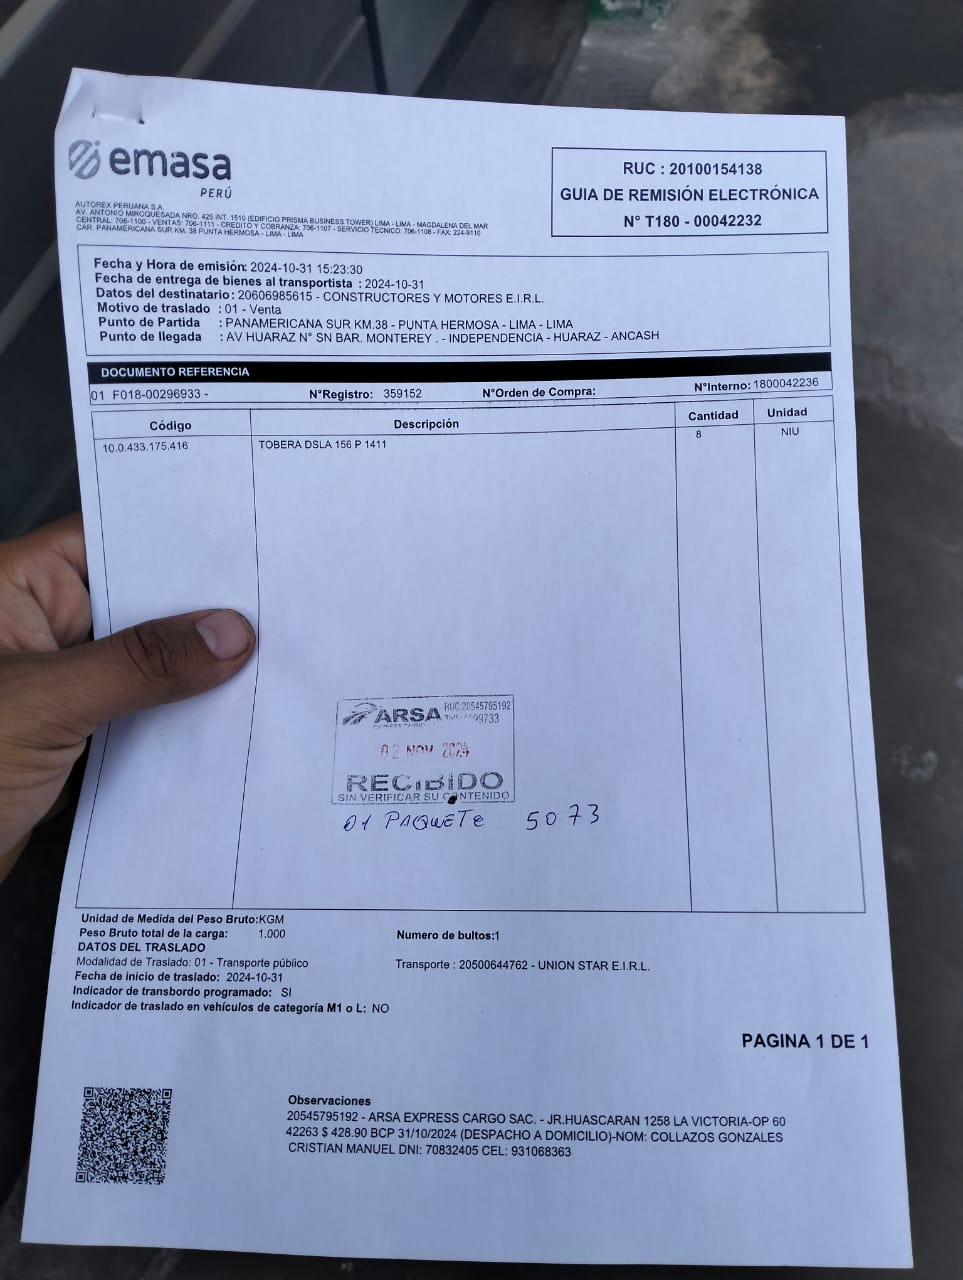 emasa
PERÚ
RUC : 20100154138
GUIA DE REMISIÓN ELECTRÓNICA
N° T180 - 00042232
AUTOREX PERUANA S.A.
AV. ANTONIO MIROQUESADA NRO. 425 INT. 1510 (EDIFICIO PRISMA BUSINESS TOWER) LIMA - LIMA - MAGDALENA DEL MAR
CENTRAL: 706-1100 - VENTAS: 706-1111 - CREDITO Y COBRANZA: 706-1107 - SERVICIO TECNICO: 706-1108 - FAX: 224-9110
CAR. PANAMERICANA SUR KM. 38 PUNTA HERMOSA - LIMA - LIMA
Fecha y Hora de emisión: 2024-10-31 15:23:30
Fecha de entrega de bienes al transportista : 2024-10-31
Datos del destinatario: 20606985615 - CONSTRUCTORES Y MOTORES E.I.R.L.
Motivo de traslado : 01 - Venta
Punto de Partida : PANAMERICANA SUR KM.38 - PUNTA HERMOSA - LIMA - LIMA
Punto de llegada : AV HUARAZ N° SN BAR. MONTEREY . - INDEPENDENCIA - HUARAZ - ANCASH
DOCUMENTO REFERENCIA
01 F018-00296933 - N°Registro: 359152 N°Orden de Compra: N°Interno: 1800042236
Código Descripción Cantidad Unidad
10.0.433.175.416 TOBERA DSLA 156 P 1411 8 NIU
ARSA RUC:20545795192
02 NOV 2024
RECIBIDO
SIN VERIFICAR SU CONTENIDO
01 PAQUETE 5073
Unidad de Medida del Peso Bruto:KGM
Peso Bruto total de la carga: 1.000 Numero de bultos:1
DATOS DEL TRASLADO
Modalidad de Traslado: 01 - Transporte público Transporte : 20500644762 - UNION STAR E.I.R.L.
Fecha de inicio de traslado: 2024-10-31
Indicador de transbordo programado: SI
Indicador de traslado en vehículos de categoría M1 o L: NO
PAGINA 1 DE 1
Observaciones
20545795192 - ARSA EXPRESS CARGO SAC. - JR.HUASCARAN 1258 LA VICTORIA-OP 60
42263 $ 428.90 BCP 31/10/2024 (DESPACHO A DOMICILIO)-NOM: COLLAZOS GONZALES
CRISTIAN MANUEL DNI: 70832405 CEL: 931068363